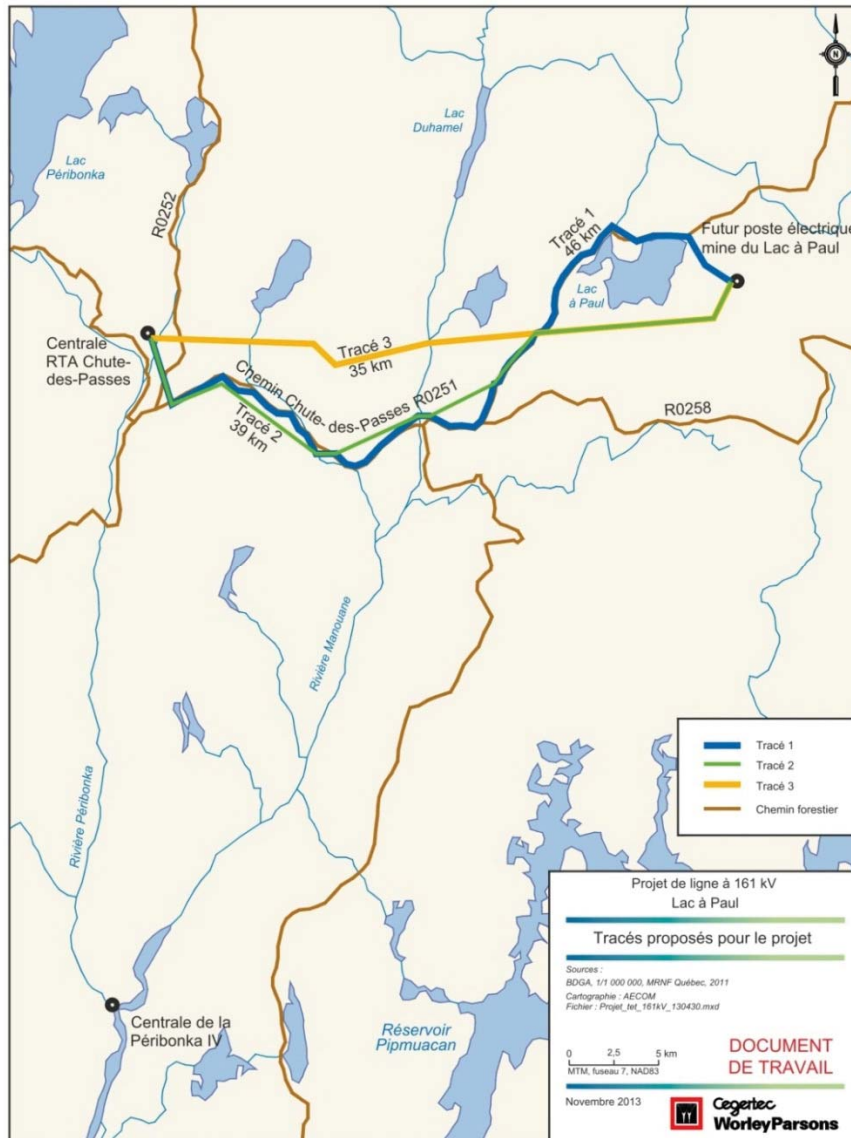 N
Lac
Duhamel
Lac
Péribonka
R0252
Tracé 1
46 km
Futur poste électrique
mine du Lac à Paul
Lac
à Paul
Centrale
RTA Chute-
des-Passes
Tracé 3
35 km
Chemin Chute-des-Passes R0251
Tracé 2
39 km
R0258
Rivière Manouane
Rivière Péribonka
Tracé 1
Tracé 2
Tracé 3
Chemin forestier
Centrale de la
Péribonka IV
Réservoir
Pipmuacan
Projet de ligne à 161 kV
Lac à Paul
Tracés proposés pour le projet
Sources :
BDGA, 1/1 000 000, MRNF Québec, 2011
Cartographie : AECOM
Fichier : Projet_tet_161kV_130430.mxd
0 2,5 5 km
MTM, fuseau 7, NAD83
DOCUMENT
DE TRAVAIL
Novembre 2013
Cegertec
WorleyParsons